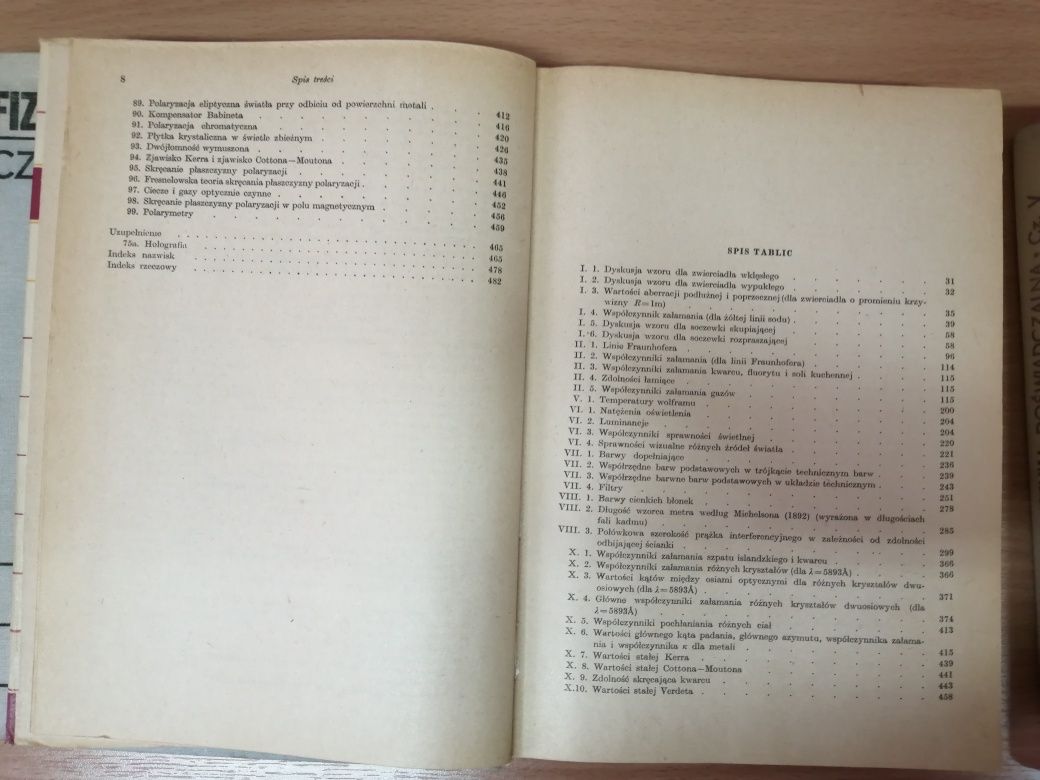 FIZ
CZ
8 Spis treści
89. Polaryzacja eliptyczna światła przy odbiciu od powierzchni metali . . . 412
90. Kompensator Babineta . . . 416
91. Polaryzacja chromatyczna . . . 420
92. Płytka krystaliczna w świetle zbieżnym . . . 426
93. Dwójłomność wymuszona . . . 435
94. Zjawisko Kerra i zjawisko Cottona—Moutona . . . 438
95. Skręcanie płaszczyzny polaryzacji . . . 441
96. Fresnelowska teoria skręcania płaszczyzny polaryzacji . . . 446
97. Ciecze i gazy optycznie czynne . . . 452
98. Skręcanie płaszczyzny polaryzacji w polu magnetycznym . . . 456
99. Polarymetry . . . 459
Uzupełnienie . . . 465
75a. Holografia . . . 465
Indeks nazwisk . . . 478
Indeks rzeczowy . . . 482
SPIS TABLIC
I. 1. Dyskusja wzoru dla zwierciadła wklęsłego . . . 31
I. 2. Dyskusja wzoru dla zwierciadła wypukłego . . . 32
I. 3. Wartości aberracji podłużnej i poprzecznej (dla zwierciadła o promieniu krzy-
wizny R=1m) . . . 35
I. 4. Współczynnik załamania (dla żółtej linii sodu) . . . 39
I. 5. Dyskusja wzoru dla soczewki skupiającej . . . 58
I. 6. Dyskusja wzoru dla soczewki rozpraszającej . . . 58
II. 1. Linie Fraunhofera . . . 96
II. 2. Współczynniki załamania (dla linii Fraunhofera) . . . 114
II. 3. Współczynniki załamania kwarcu, fluorytu i soli kuchennej . . . 115
II. 4. Zdolności łamiące . . . 115
II. 5. Współczynniki załamania gazów . . . 115
V. 1. Temperatury wolframu . . . 200
VI. 1. Natężenia oświetlenia . . . 204
VI. 2. Luminancje . . . 204
VI. 3. Współczynniki sprawności świetlnej . . . 220
VI. 4. Sprawności wizualne różnych źródeł światła . . . 221
VII. 1. Barwy dopełniające . . . 236
VII. 2. Współrzędne barw podstawowych w trójkącie technicznym barw . . . 239
VII. 3. Współrzędne barwne barw podstawowych w układzie technicznym . . . 243
VII. 4. Filtry . . . 251
VIII. 1. Barwy cienkich błonek . . . 278
VIII. 2. Długość wzorca metra według Michelsona (1892) (wyrażona w długościach
fali kadmu) . . . 285
VIII. 3. Połówkowa szerokość prążka interferencyjnego w zależności od zdolności
odbijającej ścianki . . . 299
X. 1. Współczynniki załamania szpatu islandzkiego i kwarcu . . . 366
X. 2. Współczynniki załamania różnych kryształów (dla λ=5893Å) . . . 366
X. 3. Wartości kątów między osiami optycznymi dla różnych kryształów dwu-
osiowych (dla λ=5893Å) . . . 371
X. 4. Główne współczynniki załamania różnych kryształów dwuosiowych (dla
λ=5893Å) . . . 374
X. 5. Współczynniki pochłaniania różnych ciał . . . 413
X. 6. Wartości głównego kąta padania, głównego azymutu, współczynnika załama-
nia i współczynnika κ dla metali . . . 415
X. 7. Wartości stałej Kerra . . . 439
X. 8. Wartości stałej Cottona—Moutona . . . 441
X. 9. Zdolność skręcająca kwarcu . . . 443
X.10. Wartości stałej Verdeta . . . 458